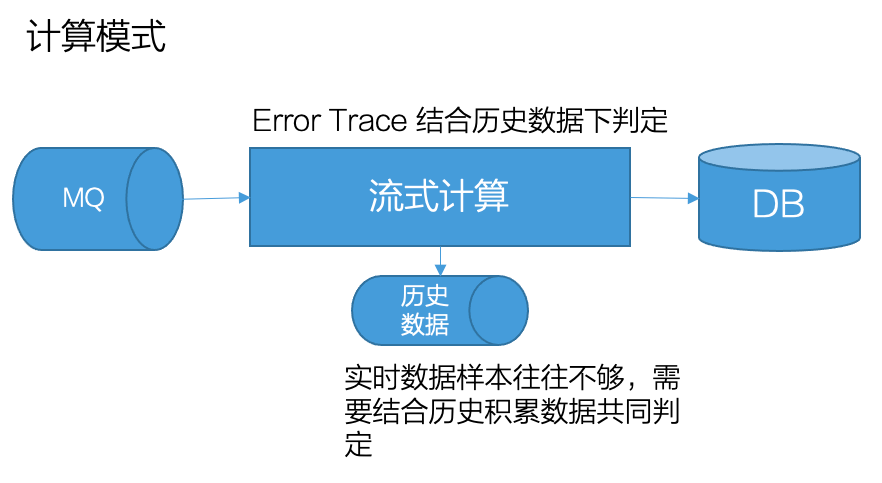 计算模式
Error Trace 结合历史数据下判定
MQ
流式计算
DB
历史
数据
实时数据样本往往不够，需
要结合历史积累数据共同判
定